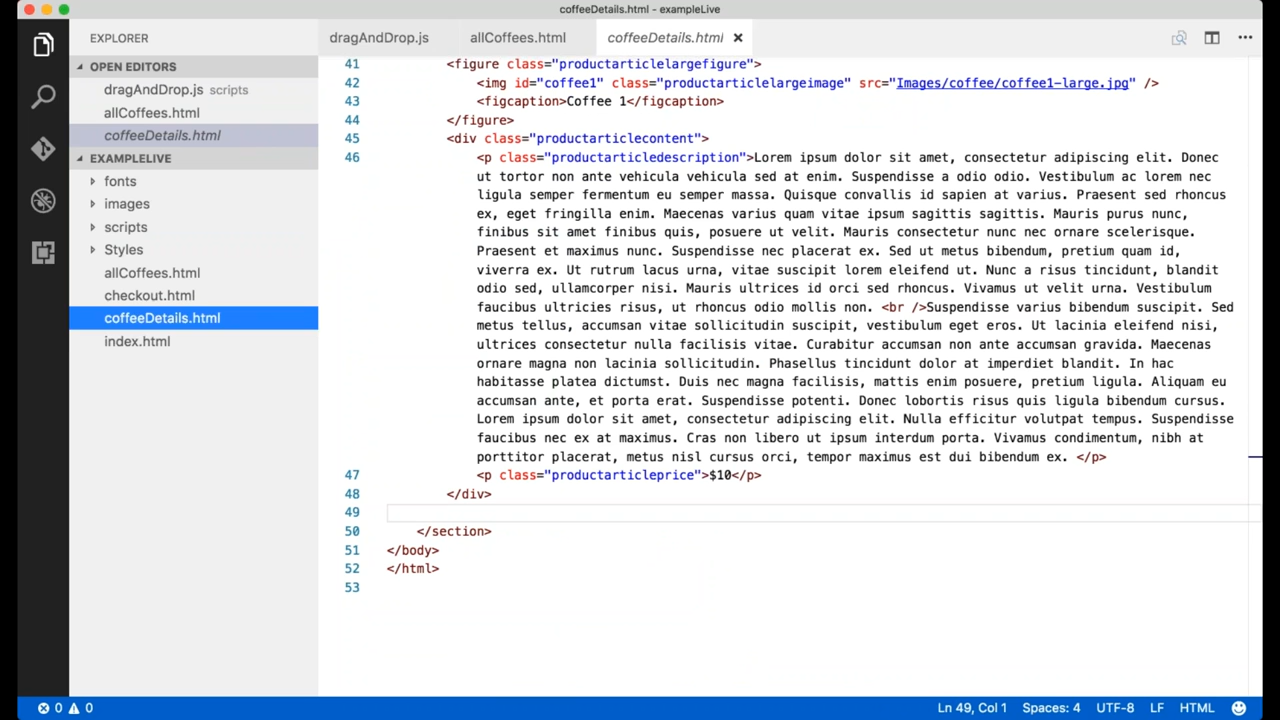 coffeeDetails.html - exampleLive
EXPLORER
OPEN EDITORS
dragAndDrop.js scripts
allCoffees.html
coffeeDetails.html
EXAMPLELIVE
fonts
images
scripts
Styles
allCoffees.html
checkout.html
coffeeDetails.html
index.html
dragAndDrop.js allCoffees.html coffeeDetails.html
41 <figure class="productarticlelargefigure">
42 <img id="coffee1" class="productarticlelargeimage" src="Images/coffee/coffee1-large.jpg" />
43 <figcaption>Coffee 1</figcaption>
44 </figure>
45 <div class="productarticlecontent">
46 <p class="productarticledescription">Lorem ipsum dolor sit amet, consectetur adipiscing elit. Donec
ut tortor non ante vehicula vehicula sed at enim. Suspendisse a odio odio. Vestibulum ac lorem nec
ligula semper fermentum eu semper massa. Quisque convallis id sapien at varius. Praesent sed rhoncus
ex, eget fringilla enim. Maecenas varius quam vitae ipsum sagittis sagittis. Mauris purus nunc,
finibus sit amet finibus quis, posuere ut velit. Mauris consectetur nunc nec ornare scelerisque.
Praesent et maximus nunc. Suspendisse nec placerat ex. Sed ut metus bibendum, pretium quam id,
viverra ex. Ut rutrum lacus urna, vitae suscipit lorem eleifend ut. Nunc a risus tincidunt, blandit
odio sed, ullamcorper nisi. Mauris ultrices id orci sed rhoncus. Vivamus ut velit urna. Vestibulum
faucibus ultricies risus, ut rhoncus odio mollis non. <br />Suspendisse varius bibendum suscipit. Sed
metus tellus, accumsan vitae sollicitudin suscipit, vestibulum eget eros. Ut lacinia eleifend nisi,
ultrices consectetur nulla facilisis vitae. Curabitur accumsan non ante accumsan gravida. Maecenas
ornare magna non lacinia sollicitudin. Phasellus tincidunt dolor at imperdiet blandit. In hac
habitasse platea dictumst. Duis nec magna facilisis, mattis enim posuere, pretium ligula. Aliquam eu
accumsan ante, et porta erat. Suspendisse potenti. Donec lobortis risus quis ligula bibendum cursus.
Lorem ipsum dolor sit amet, consectetur adipiscing elit. Nulla efficitur volutpat tempus. Suspendisse
faucibus nec ex at maximus. Cras non libero ut ipsum interdum porta. Vivamus condimentum, nibh at
porttitor placerat, metus nisl cursus orci, tempor maximus est dui bibendum ex. </p>
47 <p class="productarticleprice">$10</p>
48 </div>
49
50 </section>
51 </body>
52 </html>
53
0 0 Ln 49, Col 1 Spaces: 4 UTF-8 LF HTML